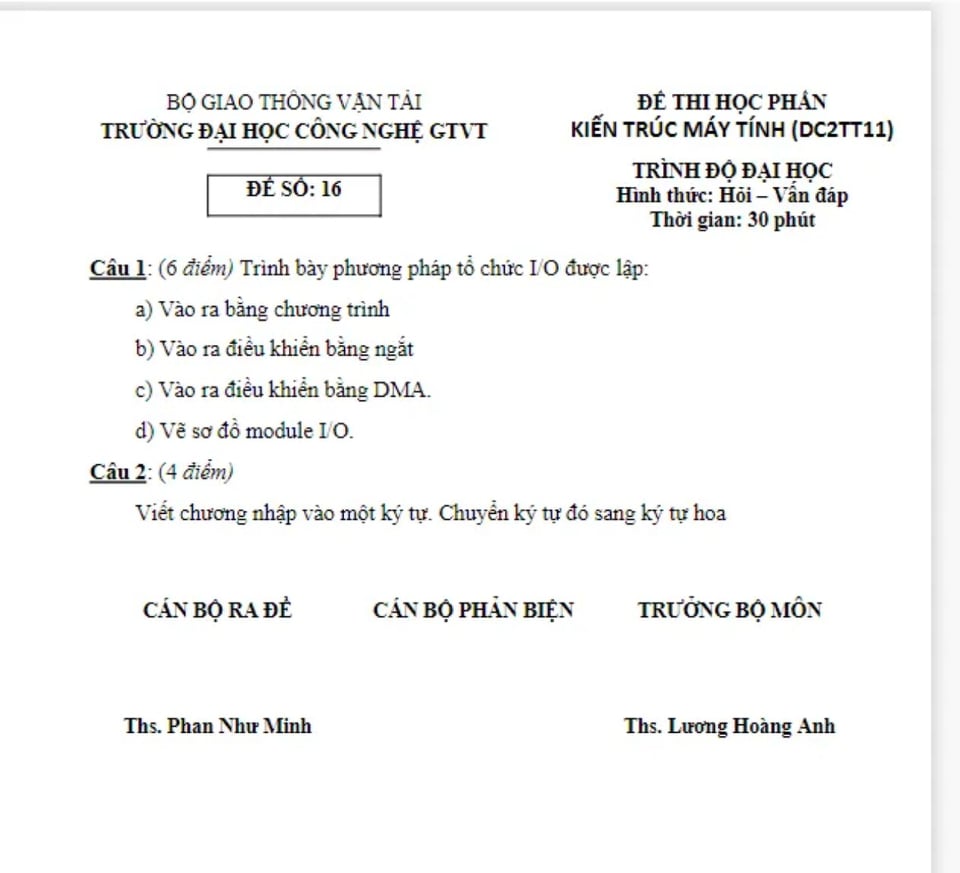 BỘ GIAO THÔNG VẬN TẢI
TRƯỜNG ĐẠI HỌC CÔNG NGHỆ GTVT
ĐỀ SỐ: 16
ĐỀ THI HỌC PHẦN
KIẾN TRÚC MÁY TÍNH (DC2TT11)
TRÌNH ĐỘ ĐẠI HỌC
Hình thức: Hỏi – Vấn đáp
Thời gian: 30 phút
Câu 1: (6 điểm) Trình bày phương pháp tổ chức I/O được lập:
a) Vào ra bằng chương trình
b) Vào ra điều khiển bằng ngắt
c) Vào ra điều khiển bằng DMA.
d) Vẽ sơ đồ module I/O.
Câu 2: (4 điểm)
Viết chương nhập vào một ký tự. Chuyển ký tự đó sang ký tự hoa
CÁN BỘ RA ĐỀ CÁN BỘ PHẢN BIỆN TRƯỞNG BỘ MÔN
Ths. Phan Như Minh Ths. Lương Hoàng Anh